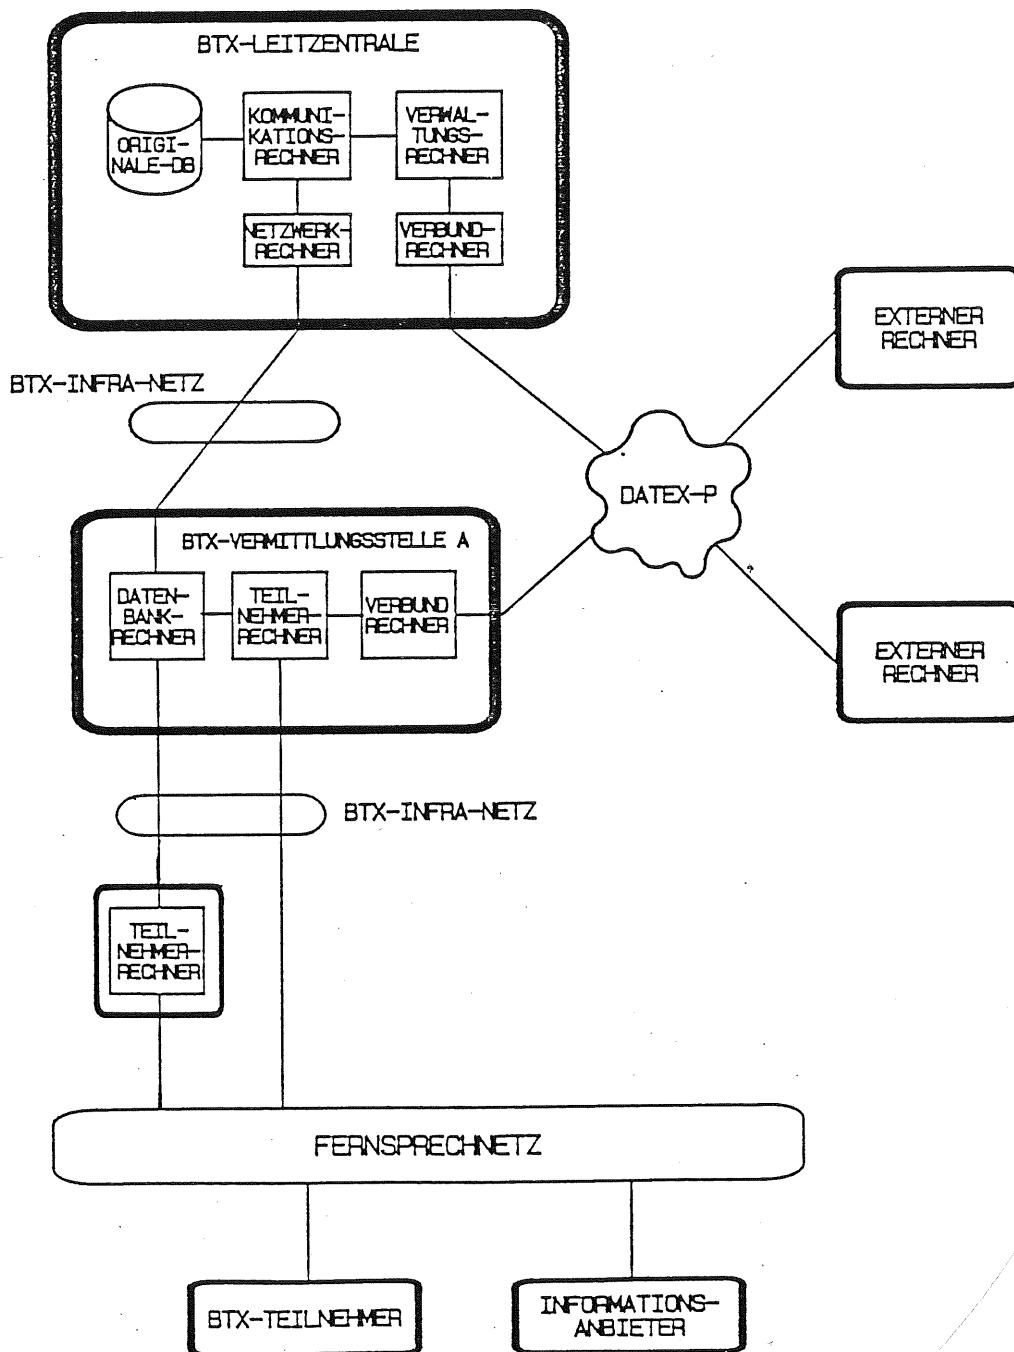 BTX-LEITZENTRALE
ORIGI-
NALE-DB
KOMMUNI-
KATIONS-
RECHNER
VERWAL-
TUNGS-
RECHNER
NETZWERK-
RECHNER
VERBUND-
RECHNER
EXTERNER
RECHNER
BTX-INFRA-NETZ
DATEX-P
BTX-VERMITTLUNGSSTELLE A
DATEN-
BANK-
RECHNER
TEIL-
NEHMER-
RECHNER
VERBUND
RECHNER
EXTERNER
RECHNER
BTX-INFRA-NETZ
TEIL-
NEHMER-
RECHNER
FERNSPRECHNETZ
BTX-TEILNEHMER
INFORMATIONS-
ANBIETER